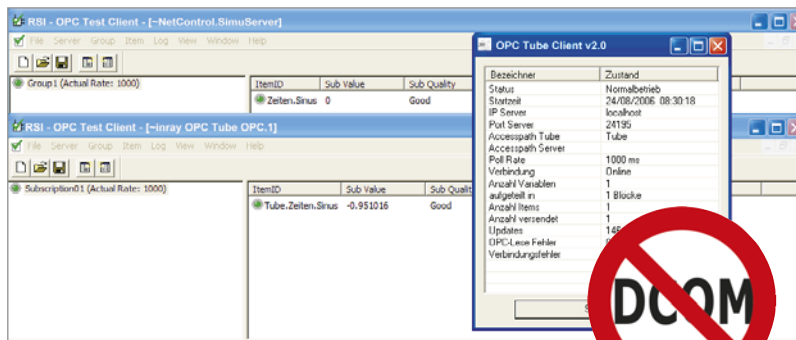 RSI - OPC Test Client - [~NetControl.SimuServer]
File Server Group Item Log View Window Help
Group1 (Actual Rate: 1000)
ItemID Sub Value Sub Quality
Zeiten.Sinus 0 Good
RSI - OPC Test Client - [~inray OPC Tube OPC.1]
File Server Group Item Log View Window Help
Subscription01 (Actual Rate: 1000)
ItemID Sub Value Sub Qualit
Tube.Zeiten.Sinus -0.951016 Good
OPC Tube Client v2.0
Bezeichner Zustand
Status Normalbetrieb
Startzeit 24/08/2006 08:30:18
IP Server localhost
Port Server 24195
Accesspath Tube Tube
Accesspath Server
Poll Rate 1000 ms
Verbindung Online
Anzahl Variablen 1
aufgeteilt in 1 Blöcke
Anzahl Items 1
Anzahl versendet 1
Updates
OPC-Lese Fehler
Verbindungsfehler
DCOM